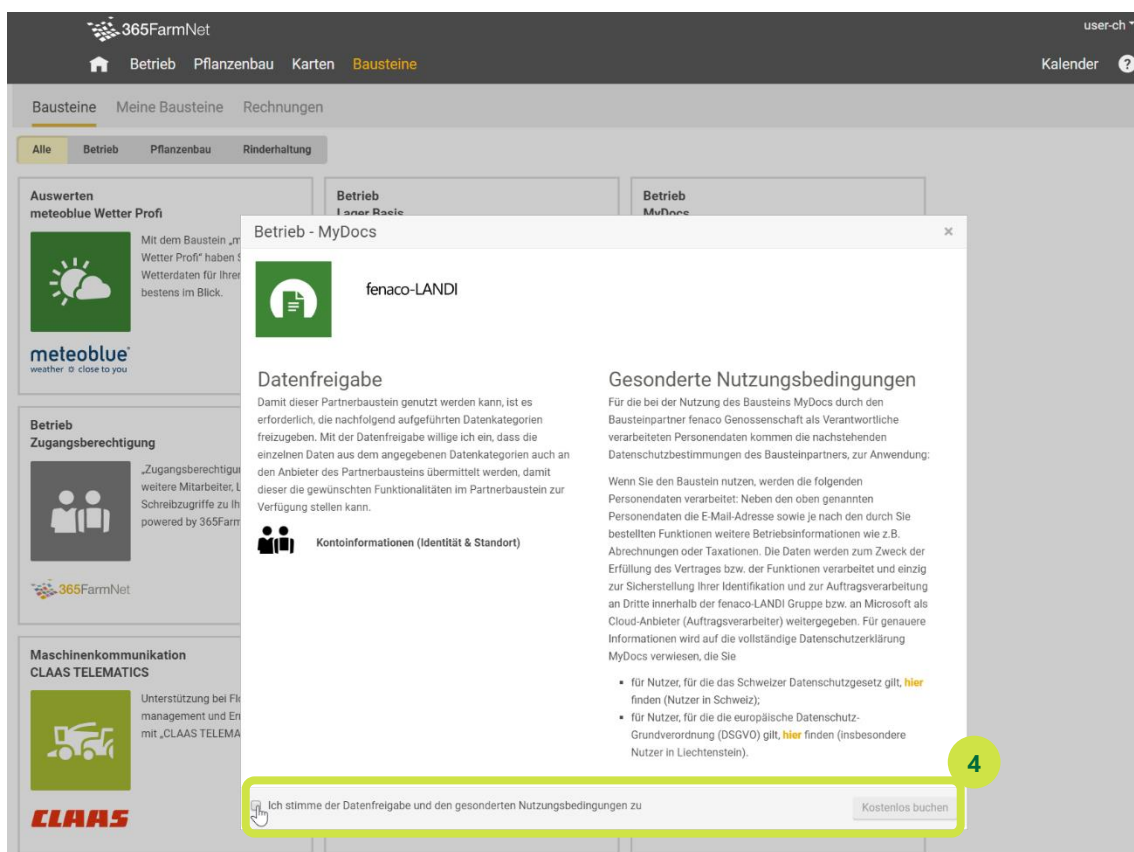 365FarmNet
user-ch
Betrieb Pflanzenbau Karten Bausteine
Kalender ?
Bausteine Meine Bausteine Rechnungen
Alle Betrieb Pflanzenbau Rinderhaltung
Auswerten
meteoblue Wetter Profi
Mit dem Baustein
Wetter Profi“ haben
Wetterdaten für Ihrer
bestens im Blick.
meteoblue
weather close to you
Betrieb
Lager Basis
Betrieb
MyDocs
Betrieb
Zugangsberechtigung
„Zugangsberechtigu
weitere Mitarbeiter,
Schreibzugriffe zu
powered by 365Farm
365FarmNet
Maschinenkommunikation
CLAAS TELEMATICS
Unterstützung bei
management und
mit „CLAAS TELEMA
CLAAS
Betrieb - MyDocs ×
fenaco-LANDI
Datenfreigabe
Damit dieser Partnerbaustein genutzt werden kann, ist es
erforderlich, die nachfolgend aufgeführten Datenkategorien
freizugeben. Mit der Datenfreigabe willige ich ein, dass die
einzelnen Daten aus dem angegebenen Datenkategorien auch an
den Anbieter des Partnerbausteins übermittelt werden, damit
dieser die gewünschten Funktionalitäten im Partnerbaustein zur
Verfügung stellen kann.
Kontoinformationen (Identität & Standort)
Gesonderte Nutzungsbedingungen
Für die bei der Nutzung des Bausteins MyDocs durch den
Bausteinpartner fenaco Genossenschaft als Verantwortliche
verarbeiteten Personendaten kommen die nachstehenden
Datenschutzbestimmungen des Bausteinpartners, zur Anwendung:
Wenn Sie den Baustein nutzen, werden die folgenden
Personendaten verarbeitet: Neben den oben genannten
Personendaten die E-Mail-Adresse sowie je nach den durch Sie
bestellten Funktionen weitere Betriebsinformationen wie z.B.
Abrechnungen oder Taxationen. Die Daten werden zum Zweck der
Erfüllung des Vertrages bzw. der Funktionen verarbeitet und einzig
zur Sicherstellung Ihrer Identifikation und zur Auftragsverarbeitung
an Dritte innerhalb der fenaco-LANDI Gruppe bzw. an Microsoft als
Cloud-Anbieter (Auftragsverarbeiter) weitergegeben. Für genauere
Informationen wird auf die vollständige Datenschutzerklärung
MyDocs verwiesen, die Sie
▪ für Nutzer, für die das Schweizer Datenschutzgesetz gilt, hier
finden (Nutzer in Schweiz);
▪ für Nutzer, für die die europäische Datenschutz-
Grundverordnung (DSGVO) gilt, hier finden (insbesondere
Nutzer in Liechtenstein).
4
Ich stimme der Datenfreigabe und den gesonderten Nutzungsbedingungen zu
Kostenlos buchen